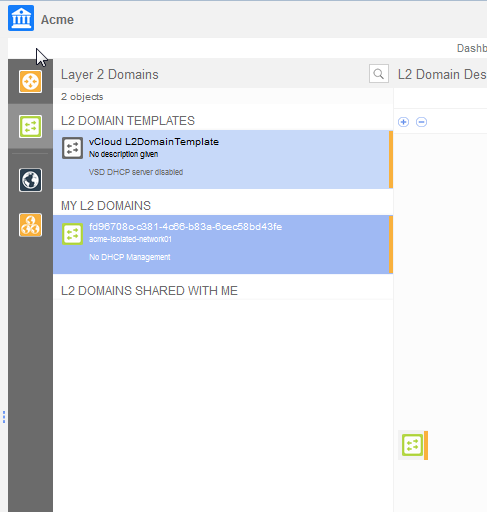 Acme
Dashb
Layer 2 Domains
L2 Domain Des
2 objects
L2 DOMAIN TEMPLATES
vCloud L2DomainTemplate
No description given
VSD DHCP server disabled
MY L2 DOMAINS
fd96708c-c381-4c66-b83a-6cec58bd43fe
acme-isolated-network01
No DHCP Management
L2 DOMAINS SHARED WITH ME